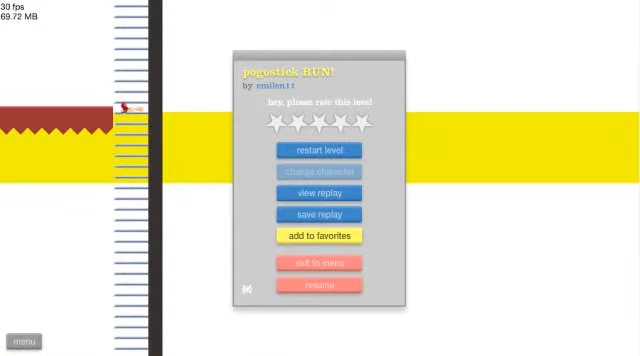 30 fps
69.72 MB
pogostick RUN!
by emilen11
hey, please rate this level
restart level
change character
view replay
save replay
add to favorites
exit to menu
resume
menu